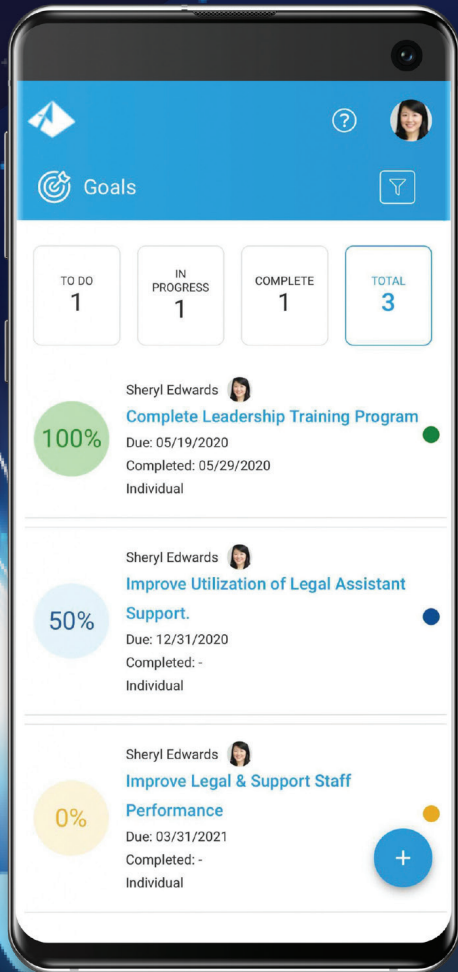 ?
Goals
TO DO
1
IN
PROGRESS
1
COMPLETE
1
TOTAL
3
Sheryl Edwards
Complete Leadership Training Program
100%
Due: 05/19/2020
Completed: 05/29/2020
Individual
Sheryl Edwards
Improve Utilization of Legal Assistant
Support.
50%
Due: 12/31/2020
Completed: -
Individual
Sheryl Edwards
Improve Legal & Support Staff
Performance
0%
Due: 03/31/2021
Completed: -
Individual
+